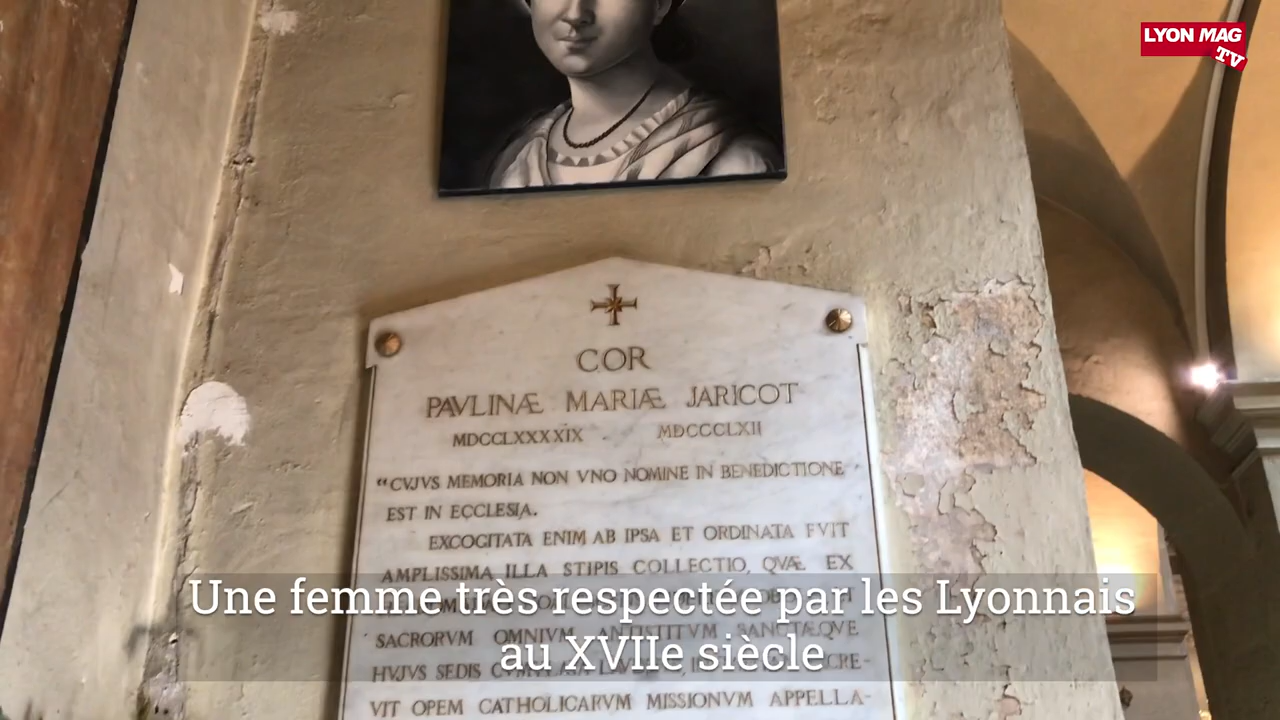 LYON MAG
TV
COR
PAVLINÆ MARIÆ JARICOT
MDCCLXXXXIX MDCCCLXII
"CVJVS MEMORIA NON VNO NOMINE IN BENEDICTIONE
EST IN ECCLESIA.
EXCOGITATA ENIM AB IPSA ET ORDINATA FVIT
AMPLISSIMA ILLA STIPIS COLLECTIO, QVÆ EX
Une femme très respectée par les Lyonnais
SACRORVM OMNIVM ANTISTITVM SANCTÆQVE
au XVIIe siècle
HVJVS SEDIS
VIT OPEM CATHOLICARVM MISSIONVM APPELLA-